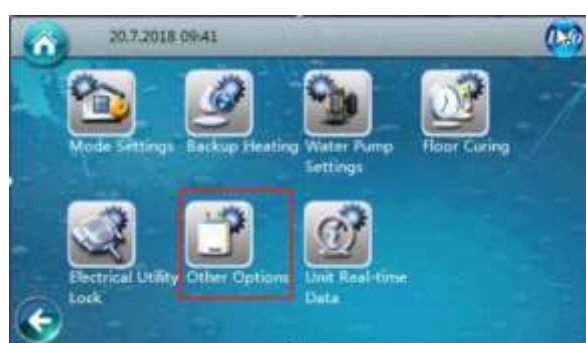 20.7.2018 09:41
Mode Settings
Backup Heating
Water Pump
Settings
Floor Curing
Electrical Utility
Lock
Other Options
Unit Real-time
Data